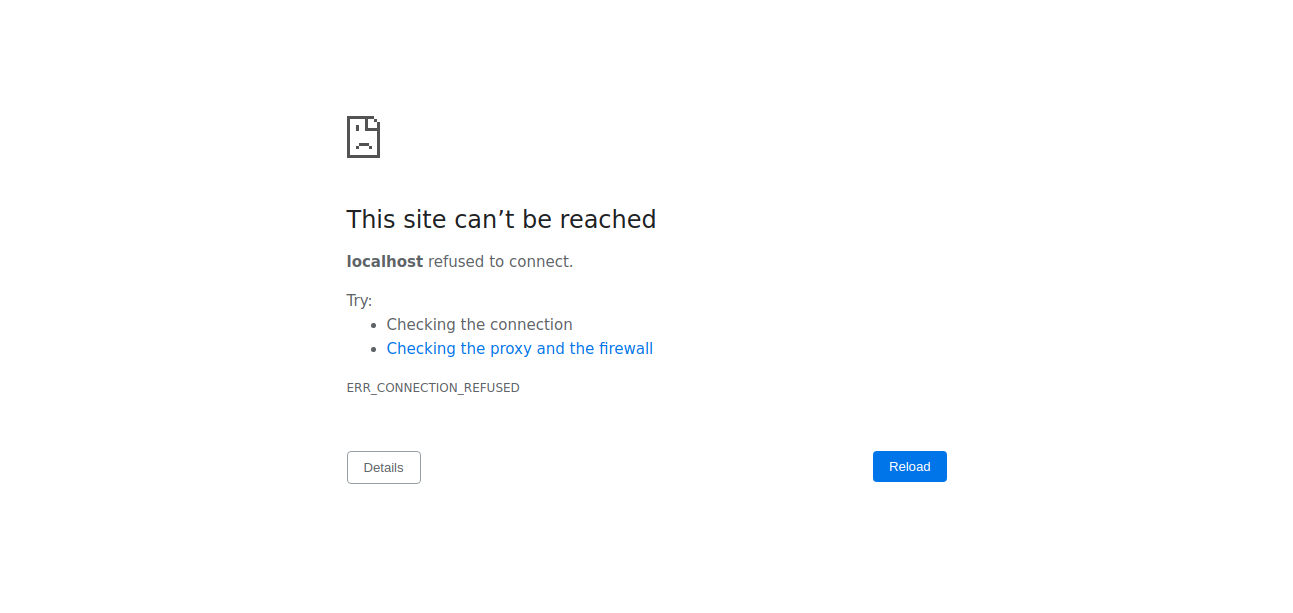 This site can’t be reached
localhost refused to connect.
Try:
Checking the connection
Checking the proxy and the firewall
ERR_CONNECTION_REFUSED
Details
Reload